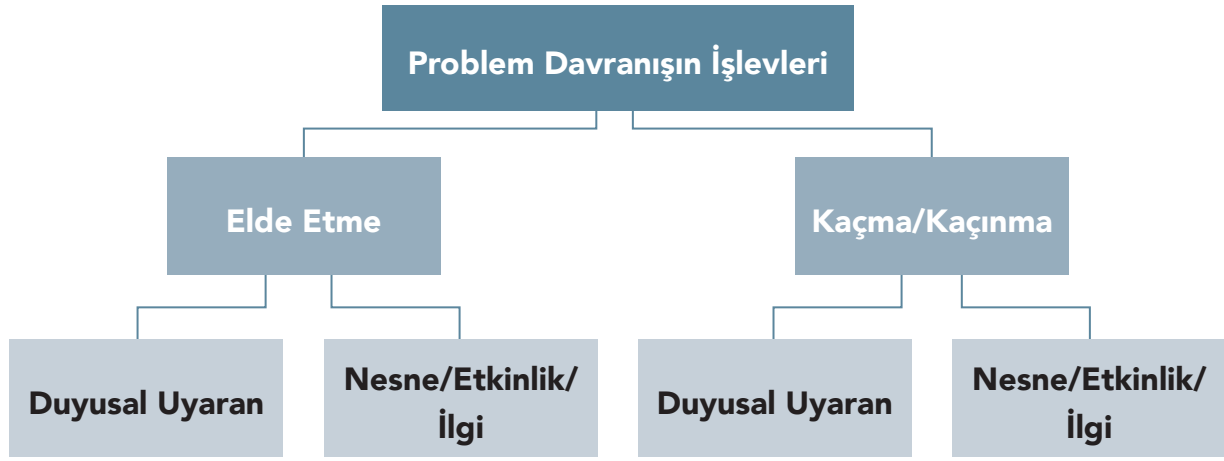 Problem Davranışın İşlevleri
Elde Etme
Kaçma/Kaçınma
Duyusal Uyaran
Nesne/Etkinlik/
İlgi
Duyusal Uyaran
Nesne/Etkinlik/
İlgi